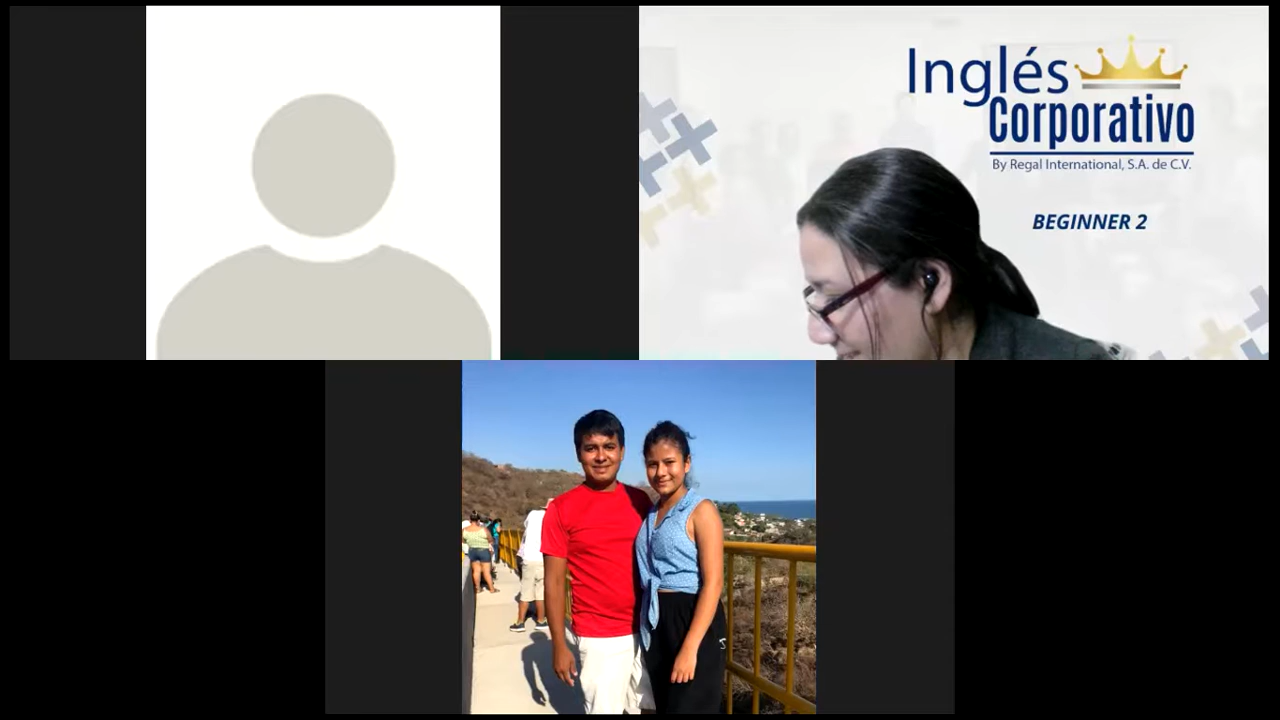 Inglés
Corporativo
By Regal International, S.A. de C.V.
BEGINNER 2